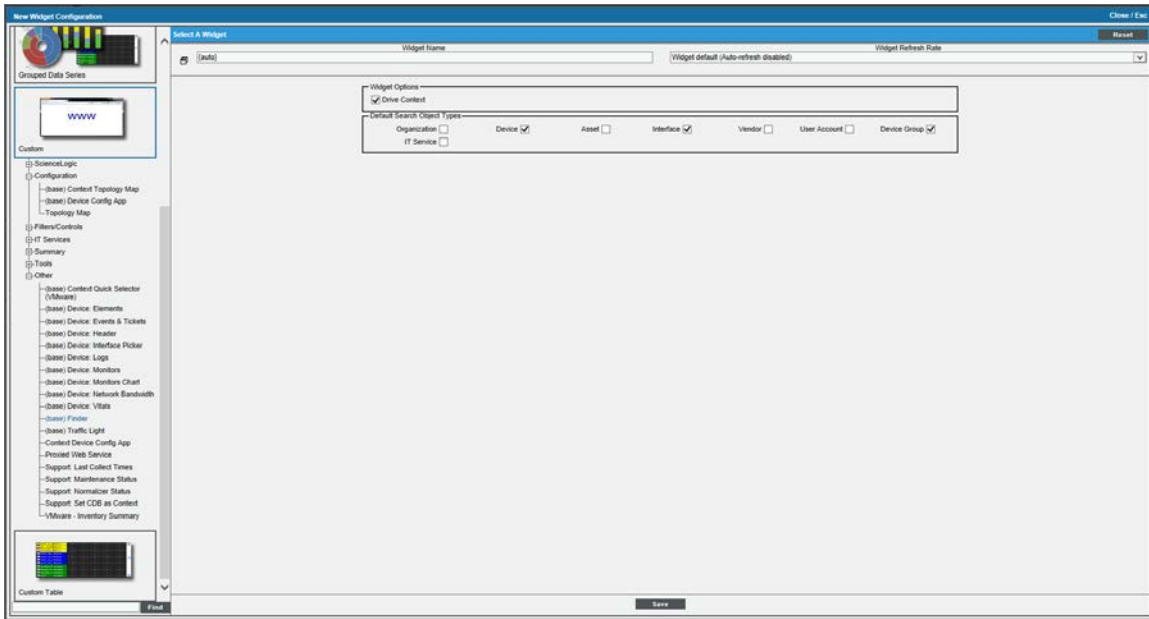 New Widget Configuration
Close / Esc
Select A Widget
Reset
Widget Name
Widget Refresh Rate
{auto}
Widget default (Auto-refresh disabled)
Grouped Data Series
Widget Options
Drive Context
Default Search Object Types
Organization
Device
Asset
Interface
Vendor
User Account
Device Group
IT Service
www
Custom
ScienceLogic
Configuration
(base) Context Topology Map
(base) Device Config App
Topology Map
Filters/Controls
IT Services
Summary
Tools
Other
(base) Context Quick Selector
(VMware)
(base) Device: Elements
(base) Device: Events & Tickets
(base) Device: Header
(base) Device: Interface Picker
(base) Device: Logs
(base) Device: Monitors
(base) Device: Monitors Chart
(base) Device: Network Bandwidth
(base) Device: Vitals
(base) Finder
(base) Traffic Light
Context Device Config App
Proxied Web Service
Support: Last Collect Times
Support: Maintenance Status
Support: Normalizer Status
Support: Set CDB as Context
VMware - Inventory Summary
Custom Table
Find
Save